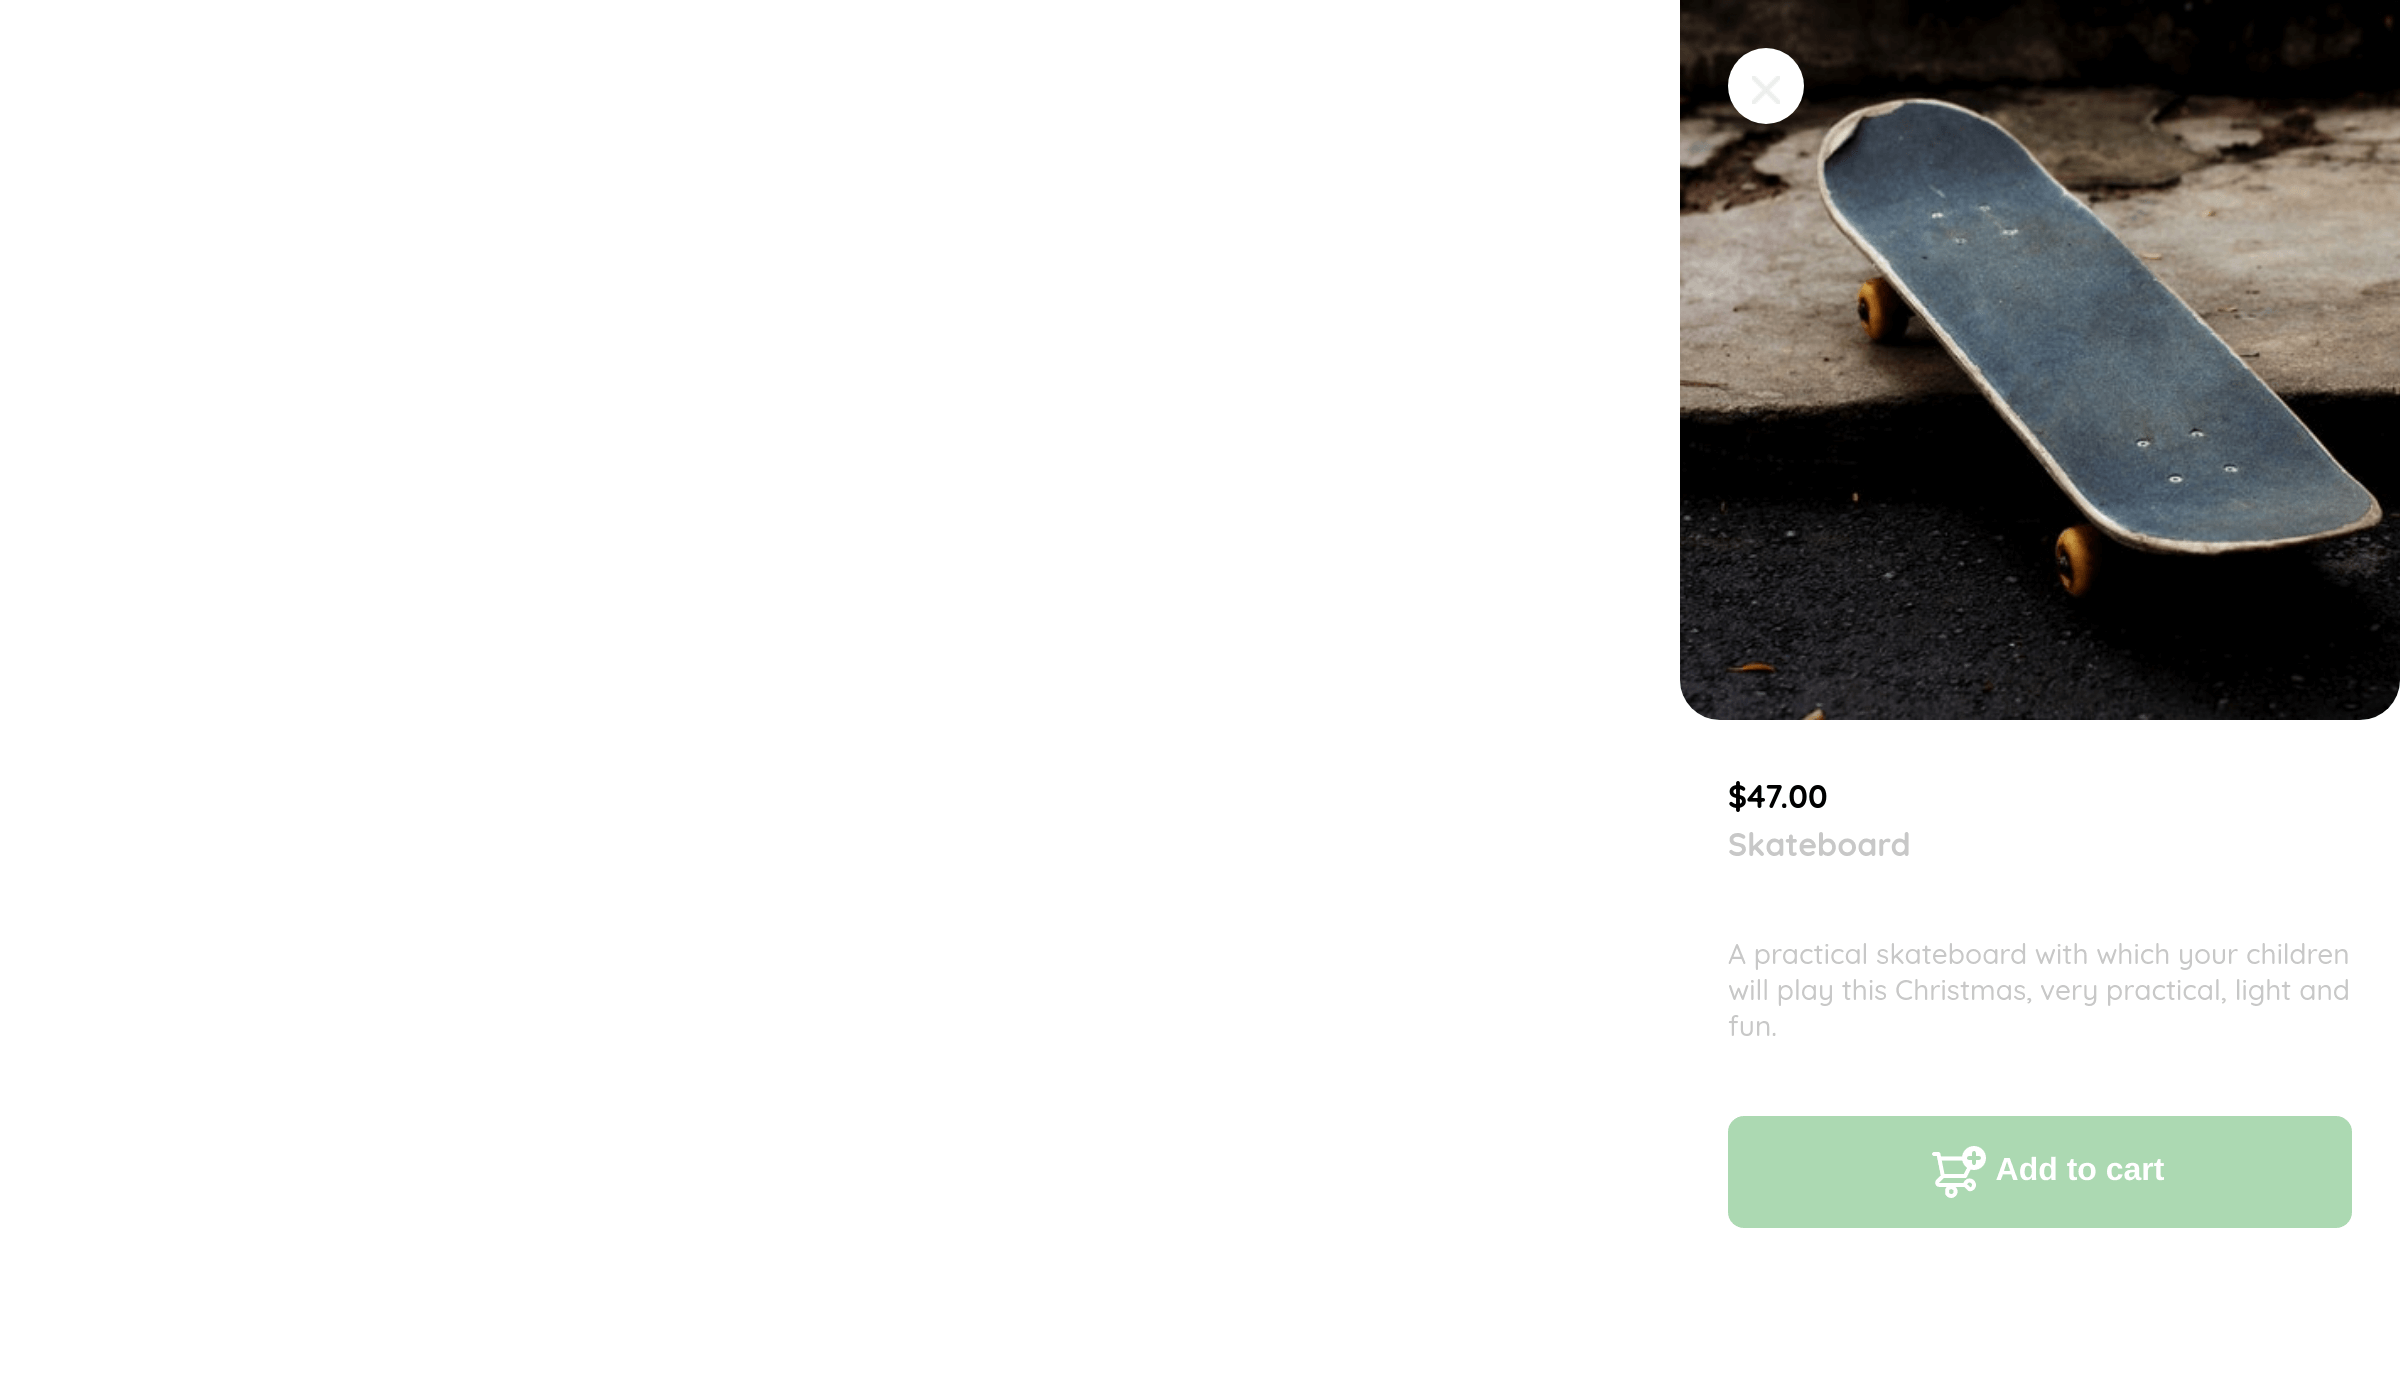 $47.00
Skateboard
A practical skateboard with which your children
will play this Christmas, very practical, light and
fun.
Add to cart